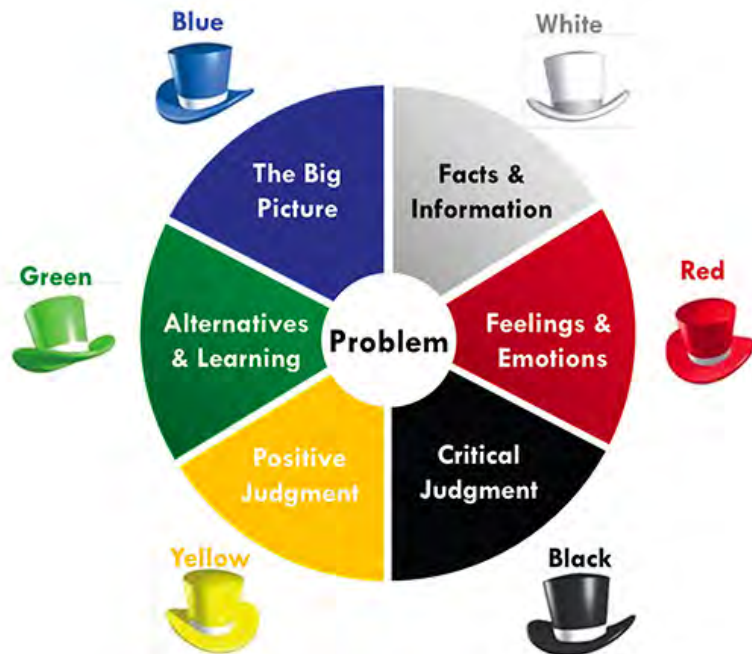 Blue
White
The Big
Picture
Facts &
Information
Green
Red
Alternatives
& Learning
Problem
Feelings &
Emotions
Positive
Judgment
Critical
Judgment
Yellow
Black